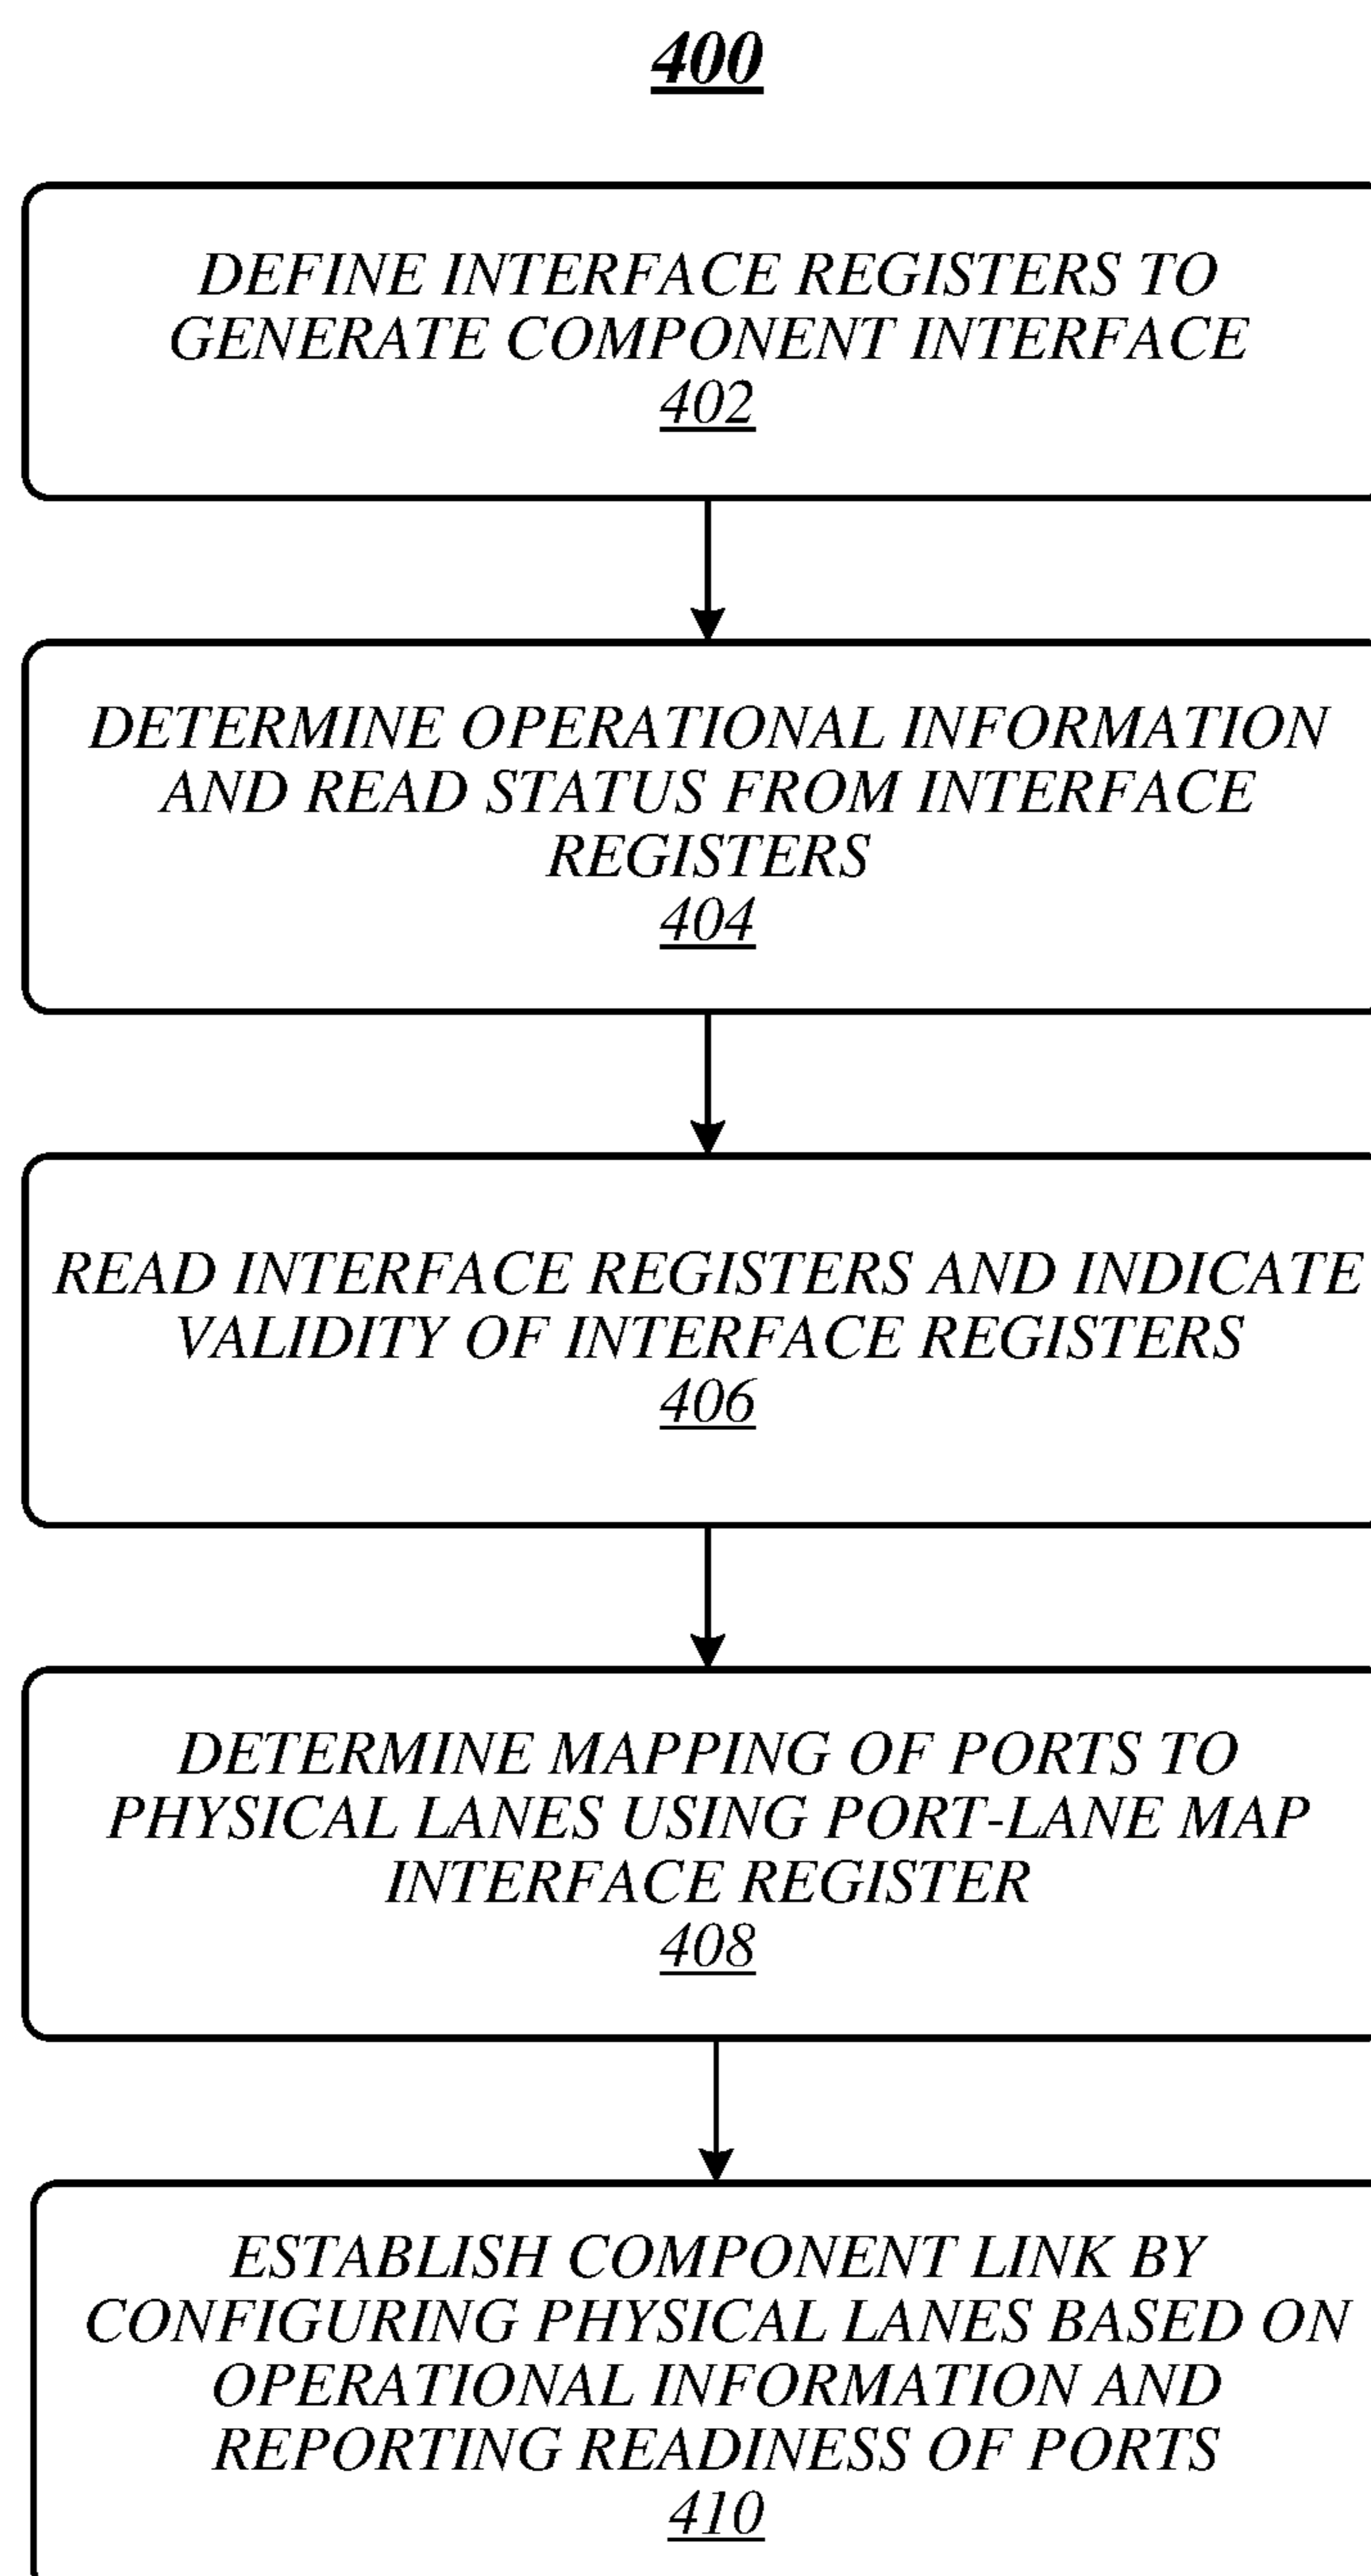 400
DEFINE INTERFACE REGISTERS TO
GENERATE COMPONENT INTERFACE
402
DETERMINE OPERATIONAL INFORMATION
AND READ STATUS FROM INTERFACE
REGISTERS
404
READ INTERFACE REGISTERS AND INDICATE
VALIDITY OF INTERFACE REGISTERS
406
DETERMINE MAPPING OF PORTS TO
PHYSICAL LANES USING PORT-LANE MAP
INTERFACE REGISTER
408
ESTABLISH COMPONENT LINK BY
CONFIGURING PHYSICAL LANES BASED ON
OPERATIONAL INFORMATION AND
REPORTING READINESS OF PORTS
410